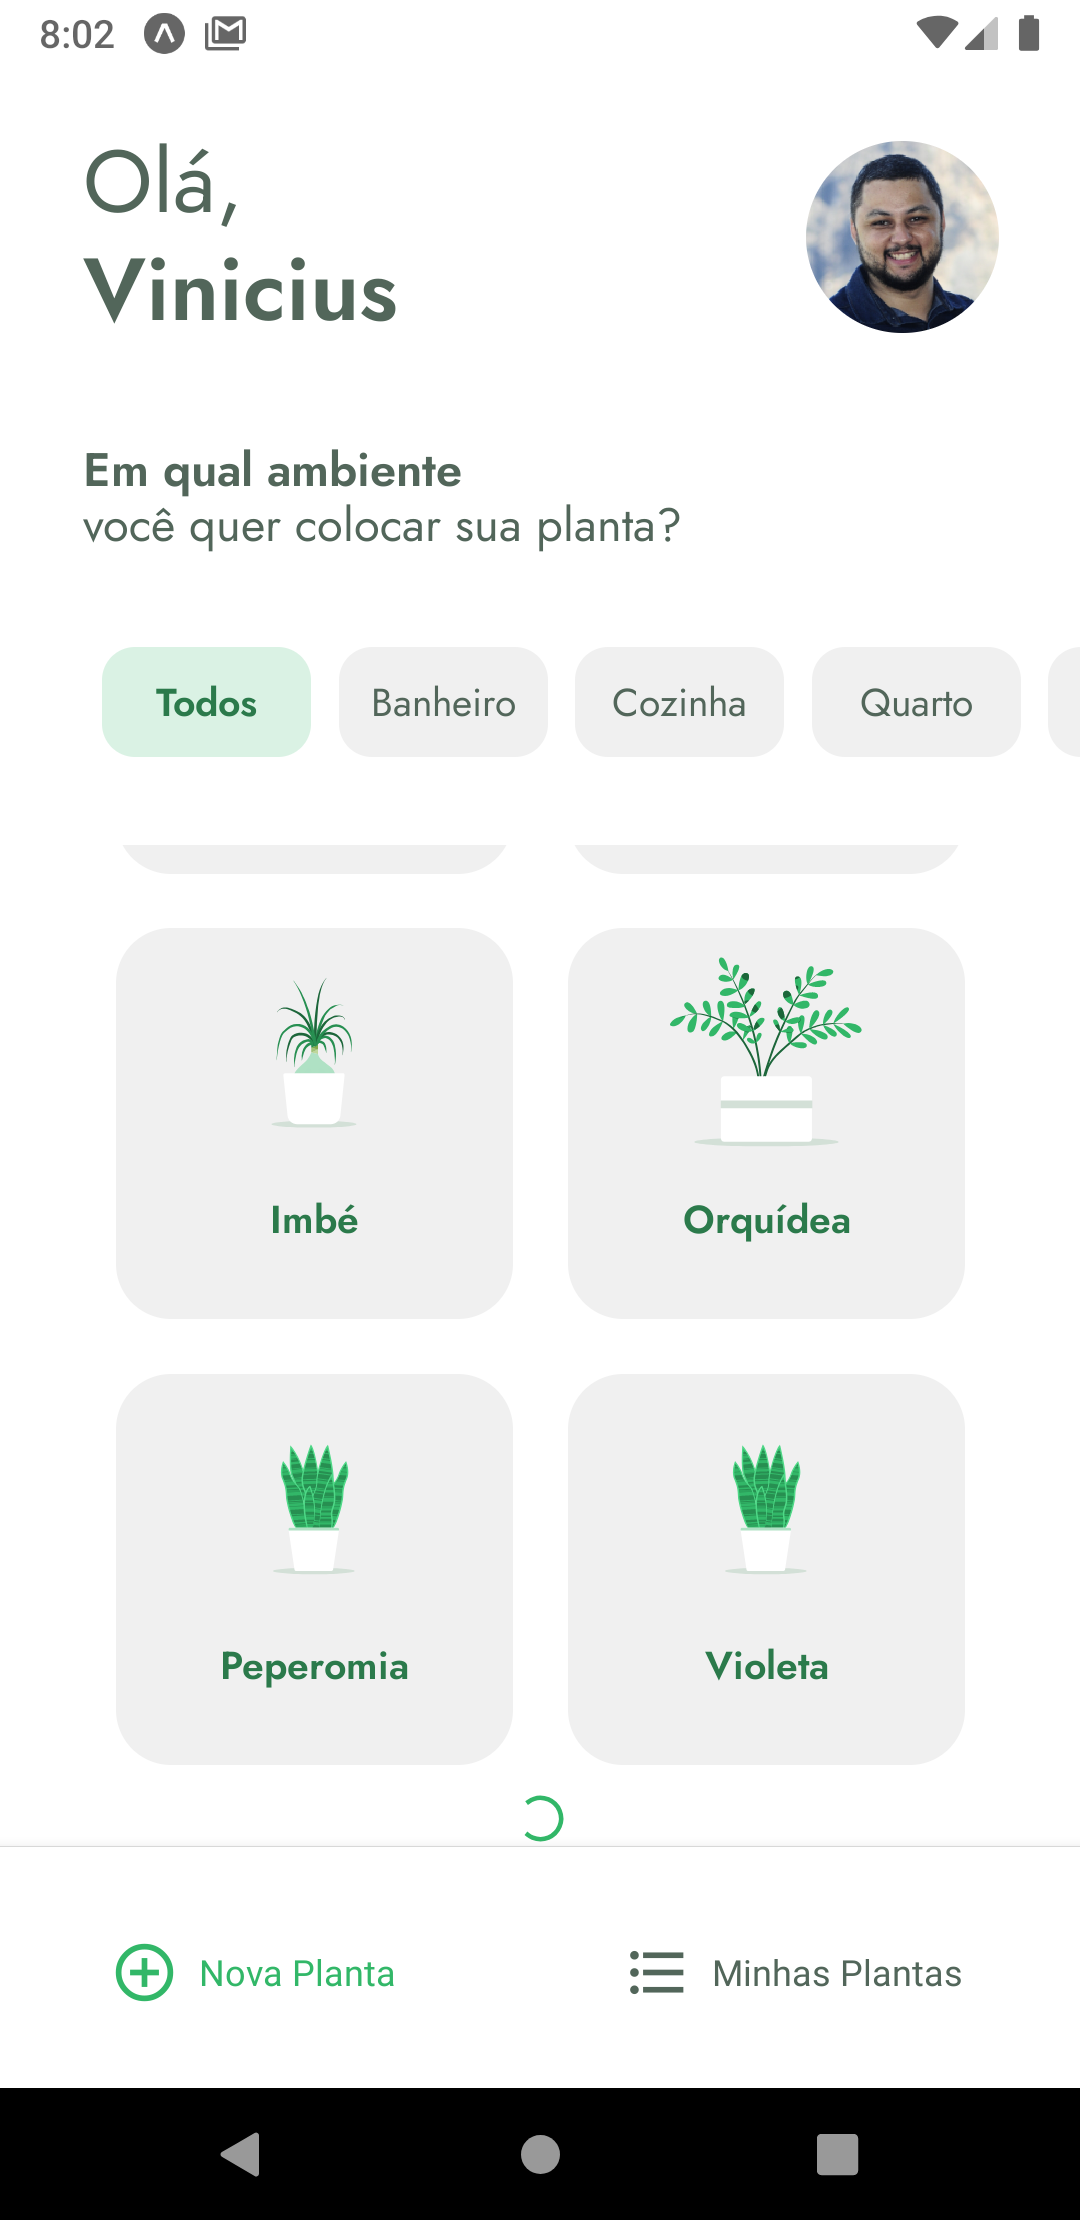 8:02
Olá,
Vinicius
Em qual ambiente
você quer colocar sua planta?
Todos
Banheiro
Cozinha
Quarto
Imbé
Orquídea
Peperomia
Violeta
Nova Planta
Minhas Plantas